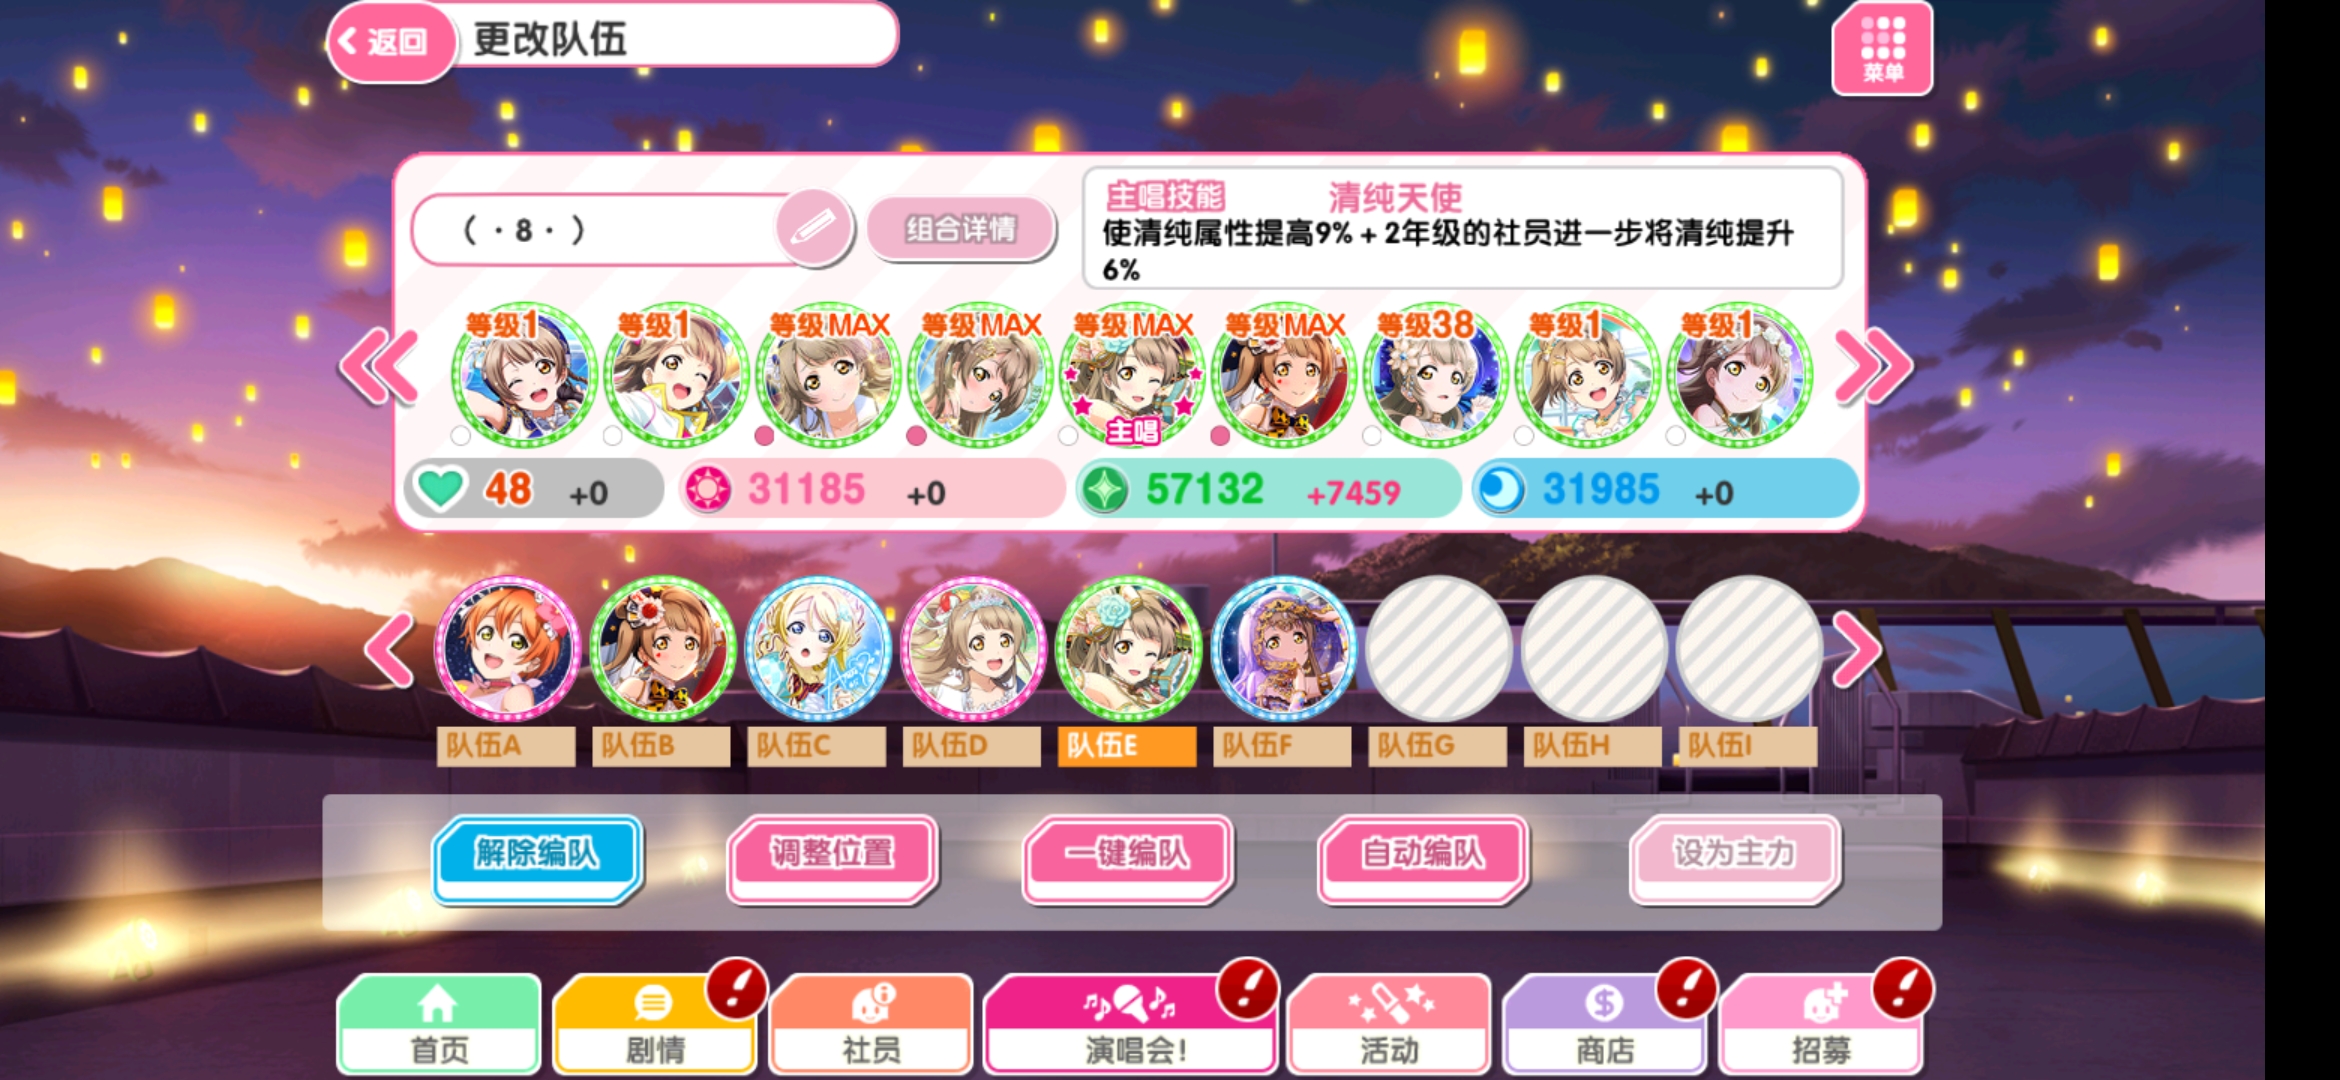 返回
更改队伍
菜单
( ・8・ )
组合详情
主唱技能 清纯天使
使清纯属性提高9%+2年级的社员进一步将清纯提升
6%
等级1 等级1 等级MAX 等级MAX 等级MAX 等级MAX 等级38 等级1 等级1
主唱
48 +0 31185 +0 57132 +7459 31985 +0
队伍A 队伍B 队伍C 队伍D 队伍E 队伍F 队伍G 队伍H 队伍I
解除编队 调整位置 一键编队 自动编队 设为主力
首页 剧情 社员 演唱会! 活动 商店 招募